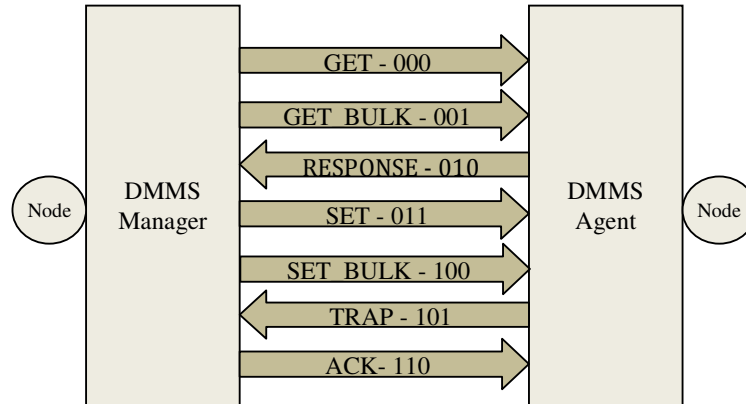 GET - 000
GET_BULK - 001
RESPONSE - 010
Node
DMMS
Manager
SET - 011
DMMS
Agent
Node
SET_BULK - 100
TRAP - 101
ACK- 110